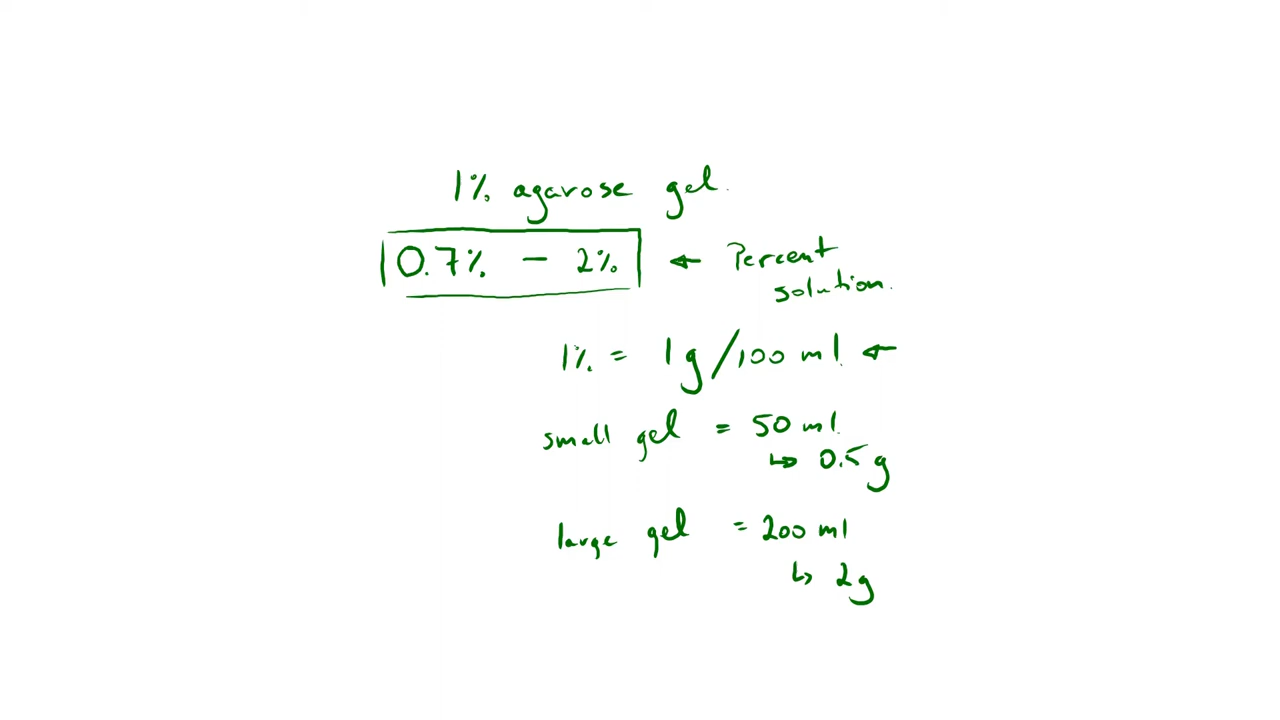 1% agarose gel.
0.7% - 2% ← Percent
solution.
1% = 1g/100 ml ←
small gel = 50 ml
↳ 0.5 g
large gel = 200 ml
↳ 2g